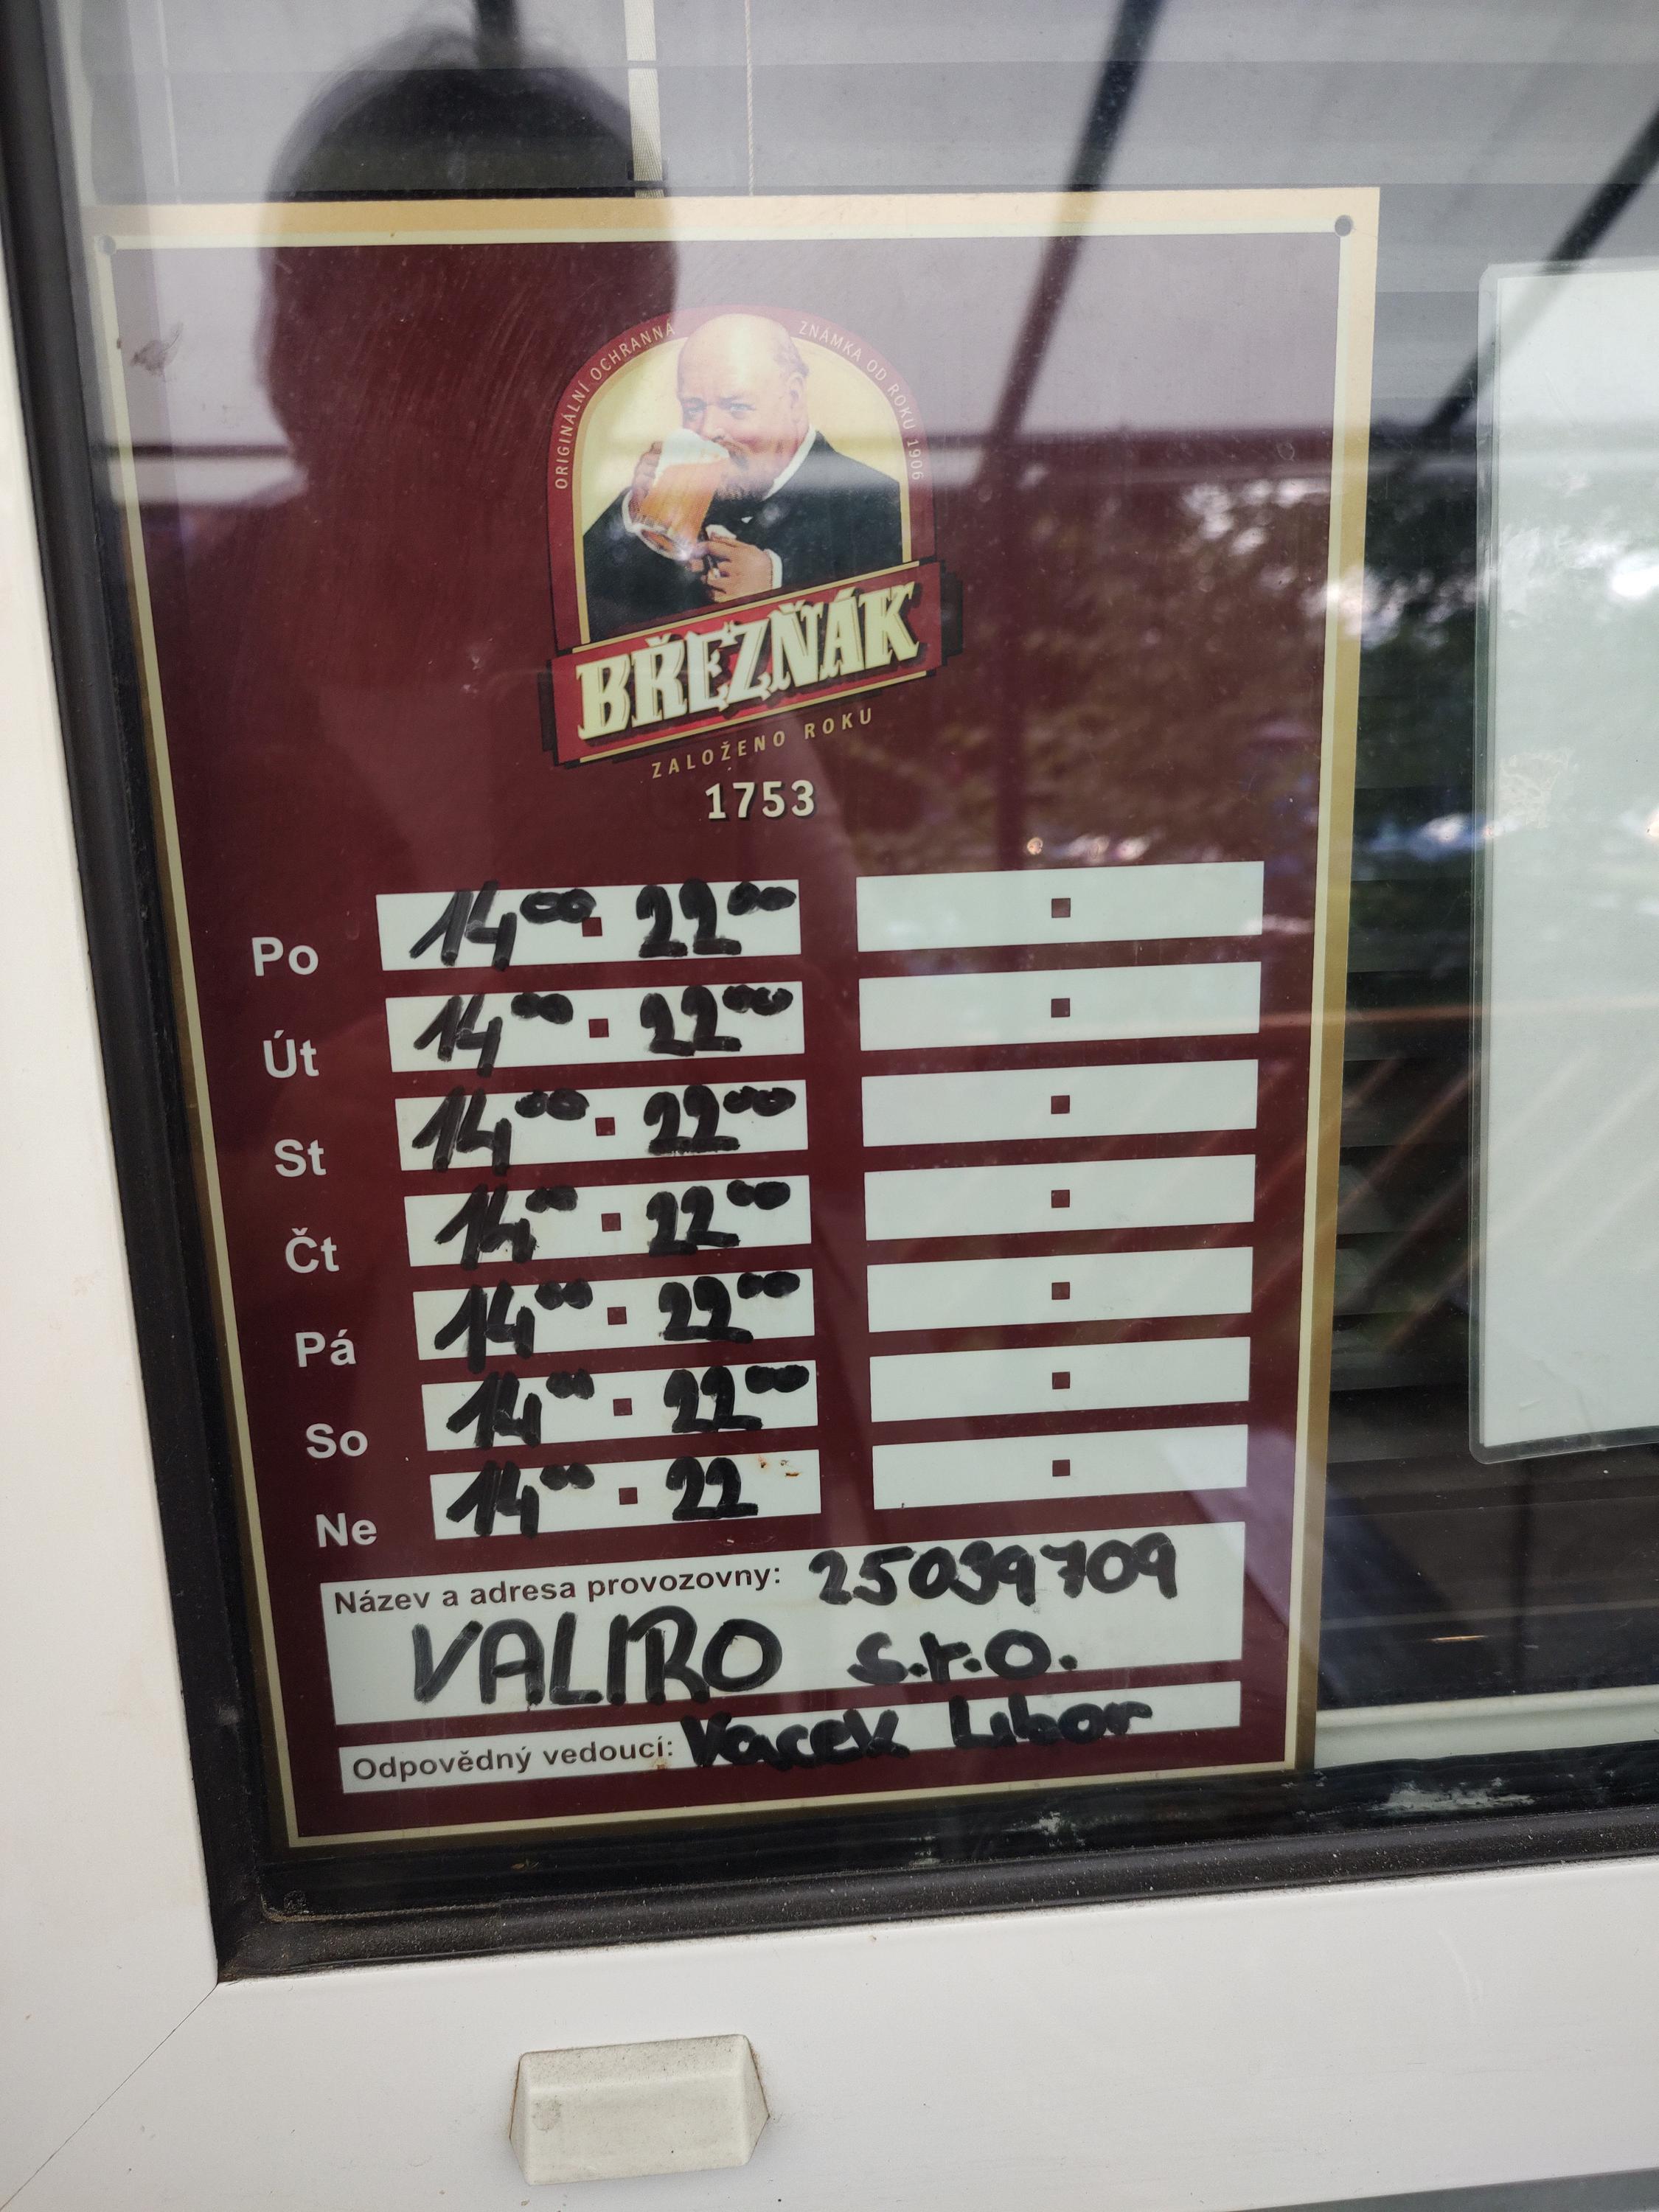 ORIGINÁLNÍ OCHRANNÁ ZNÁMKA OD ROKU 1906
BŘEZŇÁK
ZALOŽENO ROKU
1753
Po 14⁰⁰ 22⁰⁰
Út 14⁰⁰ 22⁰⁰
St 14⁰⁰ 22⁰⁰
Čt 14⁰⁰ 22⁰⁰
Pá 14⁰⁰ 22⁰⁰
So 14⁰⁰ 22⁰⁰
Ne 14⁰⁰ 22
Název a adresa provozovny: 25039709
VALIRO s.r.o.
Odpovědný vedoucí: Vacek Libor